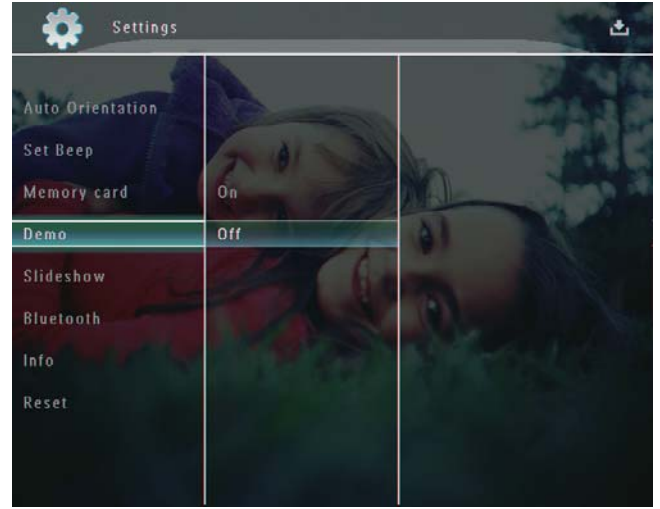 Settings
Auto Orientation
Set Beep
Memory card
On
Demo
Off
Slideshow
Bluetooth
Info
Reset